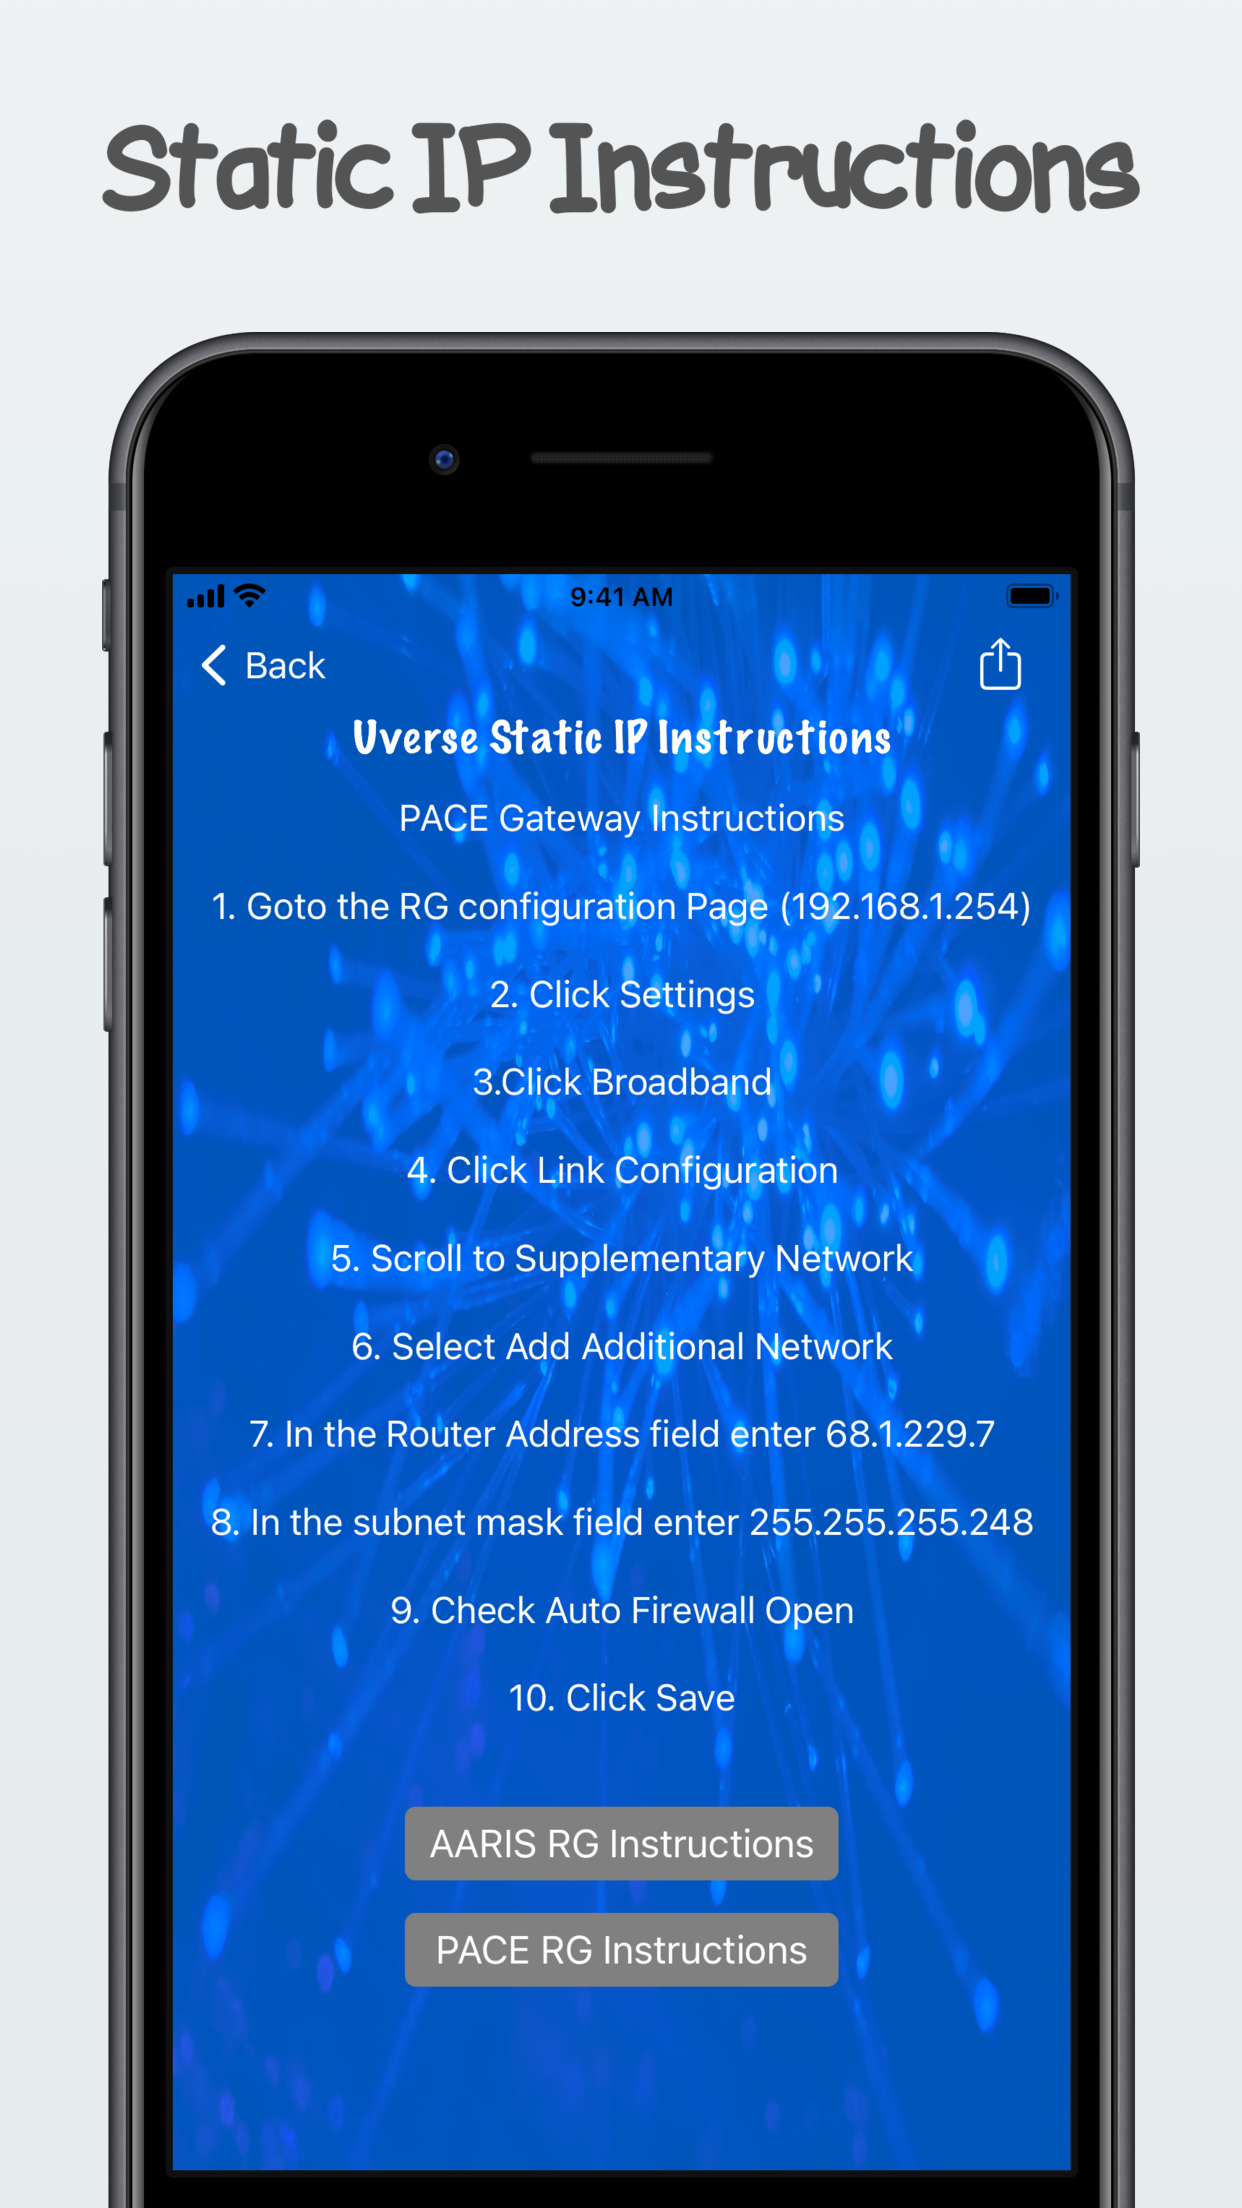 Static IP Instructions
9:41 AM
Back
Uverse Static IP Instructions
PACE Gateway Instructions
1. Goto the RG configuration Page (192.168.1.254)
2. Click Settings
3.Click Broadband
4. Click Link Configuration
5. Scroll to Supplementary Network
6. Select Add Additional Network
7. In the Router Address field enter 68.1.229.7
8. In the subnet mask field enter 255.255.255.248
9. Check Auto Firewall Open
10. Click Save
AARIS RG Instructions
PACE RG Instructions